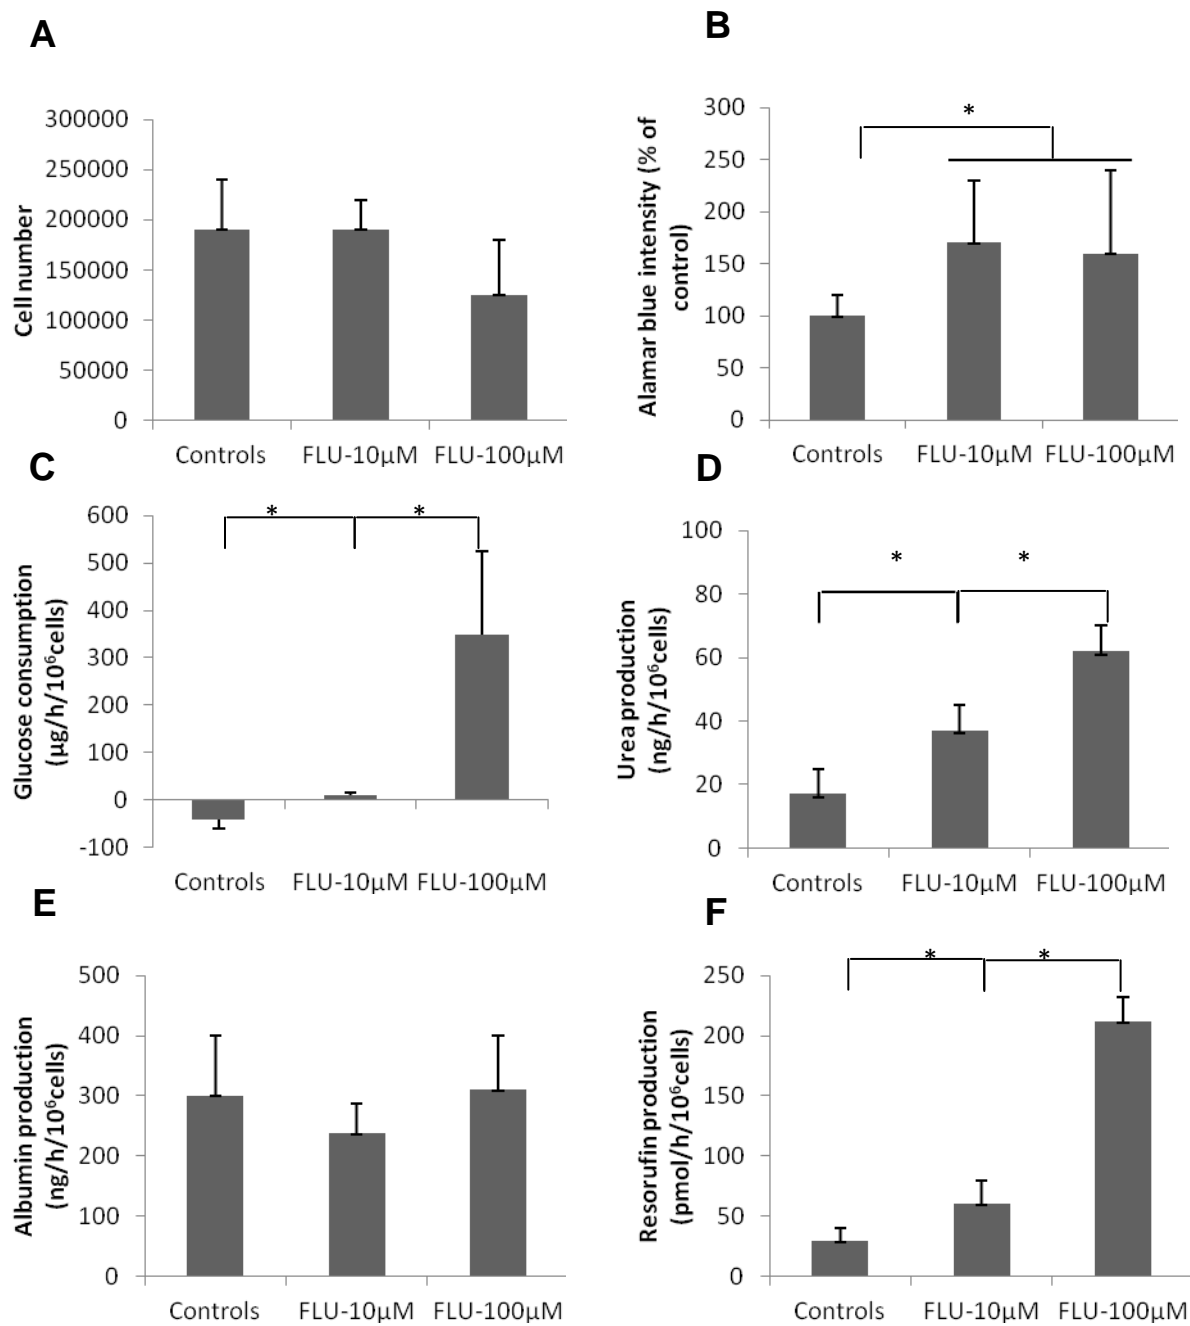 A
300000
250000
200000
150000
100000
50000
0
Cell number
Controls FLU-10µM FLU-100µM
B
300
250
200
150
100
50
0
Alamar blue intensity (% of
control)
*
Controls FLU-10µM FLU-100µM
C
600
500
400
300
200
100
0
-100
Glucose consumption
(µg/h/10⁶cells)
* *
Controls FLU-10µM FLU-100µM
D
100
80
60
40
20
0
Urea production
(ng/h/10⁶cells)
* *
Controls FLU-10µM FLU-100µM
E
500
400
300
200
100
0
Albumin production
(ng/h/10⁶cells)
Controls FLU-10µM FLU-100µM
F
250
200
150
100
50
0
Resorufin production
(pmol/h/10⁶cells)
* *
Controls FLU-10µM FLU-100µM